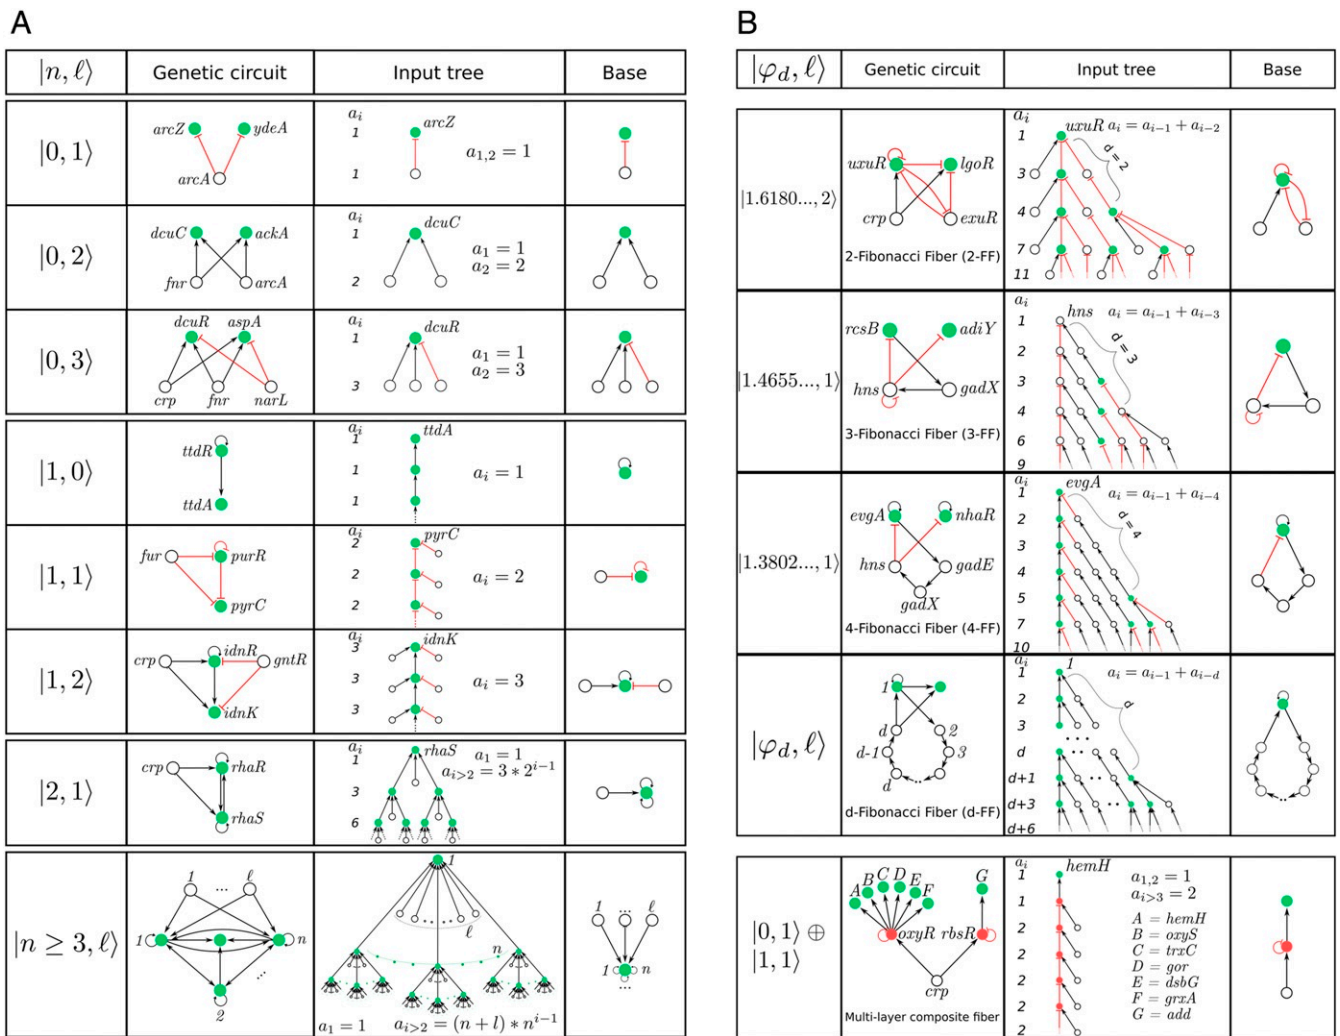 A
|n, ℓ⟩ Genetic circuit Input tree Base
|0, 1⟩
arcZ ydeA
arcA
a_i
1 arcZ
a_{1,2} = 1
1
|0, 2⟩
dcuC ackA
fnr arcA
a_i
1 dcuC
a_1 = 1
a_2 = 2
2
|0, 3⟩
dcuR aspA
crp fnr narL
a_i
1 dcuR
a_1 = 1
a_2 = 3
3
|1, 0⟩
ttdR
ttdA
a_i
1 ttdA
1 a_i = 1
1
|1, 1⟩
fur purR
pyrC
a_i
2 pyrC
2 a_i = 2
2
|1, 2⟩
crp idnR gntR
idnK
a_i
3 idnK
3 a_i = 3
3
|2, 1⟩
crp rhaR
rhaS
a_i
1 rhaS a_1 = 1
a_{i>2} = 3 * 2^{i−1}
3
6
|n ≥ 3, ℓ⟩
1 ... ℓ
1 n
...
2
1
ℓ
n
a_1 = 1 a_{i>2} = (n + l) * n^{i−1}
1 ... ℓ
1 n
...
B
|φ_d, ℓ⟩ Genetic circuit Input tree Base
|1.6180..., 2⟩
uxuR lgoR
crp exuR
2-Fibonacci Fiber (2-FF)
a_i
1 uxuR a_i = a_{i−1} + a_{i−2}
d = 2
3
4
7
11
|1.4655..., 1⟩
rcsB adiY
hns gadX
3-Fibonacci Fiber (3-FF)
a_i
1 hns a_i = a_{i−1} + a_{i−3}
d = 3
2
3
4
6
9
|1.3802..., 1⟩
evgA nhaR
hns gadE
gadX
4-Fibonacci Fiber (4-FF)
a_i evgA
1 a_i = a_{i−1} + a_{i−4}
d = 4
2
3
4
5
7
10
|φ_d, ℓ⟩
1
d 2
d-1 3
d ...
d-Fibonacci Fiber (d-FF)
a_i
1 1 a_i = a_{i−1} + a_{i−d}
d
2
3
....
d ..
d+1 ..
d+3 ...
d+6
..
|0, 1⟩ ⊕
|1, 1⟩
A B C D E F G
oxyR rbsR
crp
Multi-layer composite fiber
a_i
1 hemH
1
2
2
2
2
2
a_{1,2} = 1
a_{i>3} = 2
A = hemH
B = oxyS
C = trxC
D = gor
E = dsbG
F = grxA
G = add